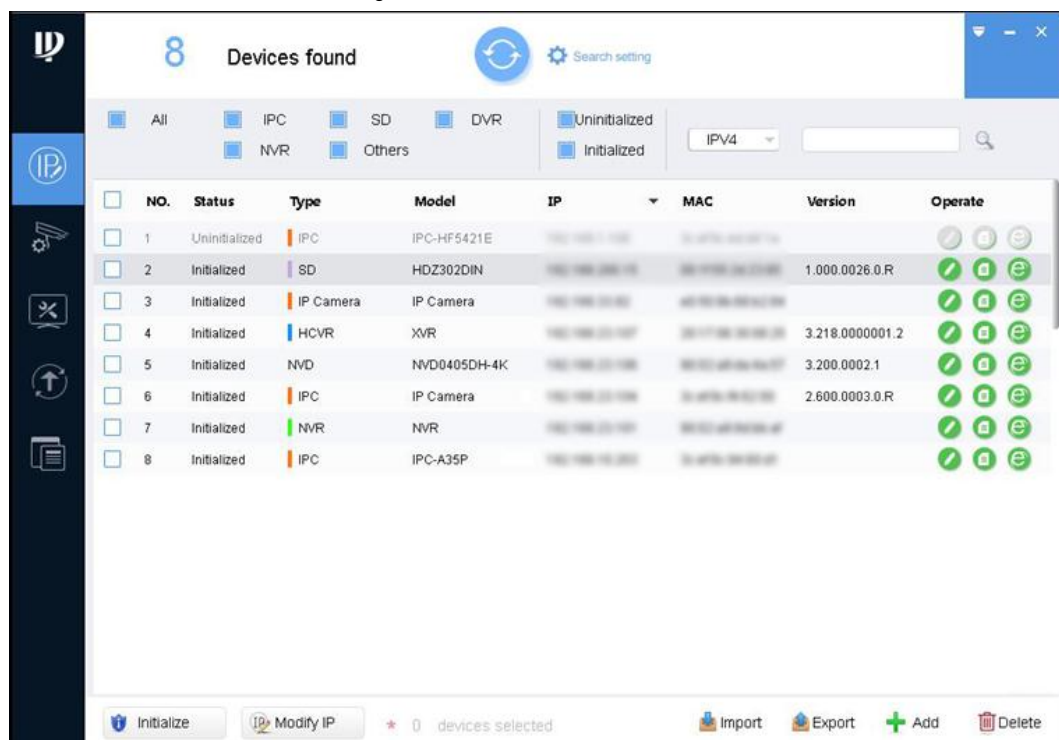 8 Devices found Search setting
All IPC SD DVR Uninitialized
NVR Others Initialized IPV4
NO. Status Type Model IP MAC Version Operate
1 Uninitialized IPC IPC-HF5421E
2 Initialized SD HDZ302DIN 1.000.0026.0.R
3 Initialized IP Camera IP Camera
4 Initialized HCVR XVR 3.218.0000001.2
5 Initialized NVD NVD0405DH-4K 3.200.0002.1
6 Initialized IPC IP Camera 2.600.0003.0.R
7 Initialized NVR NVR
8 Initialized IPC IPC-A35P
Initialize Modify IP * 0 devices selected Import Export Add Delete